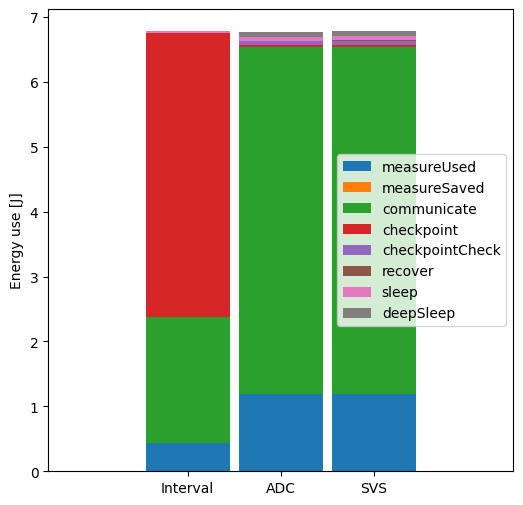 Energy use [J]
7
6
5
4
3
2
1
0
measureUsed
measureSaved
communicate
checkpoint
checkpointCheck
recover
sleep
deepSleep
Interval ADC SVS